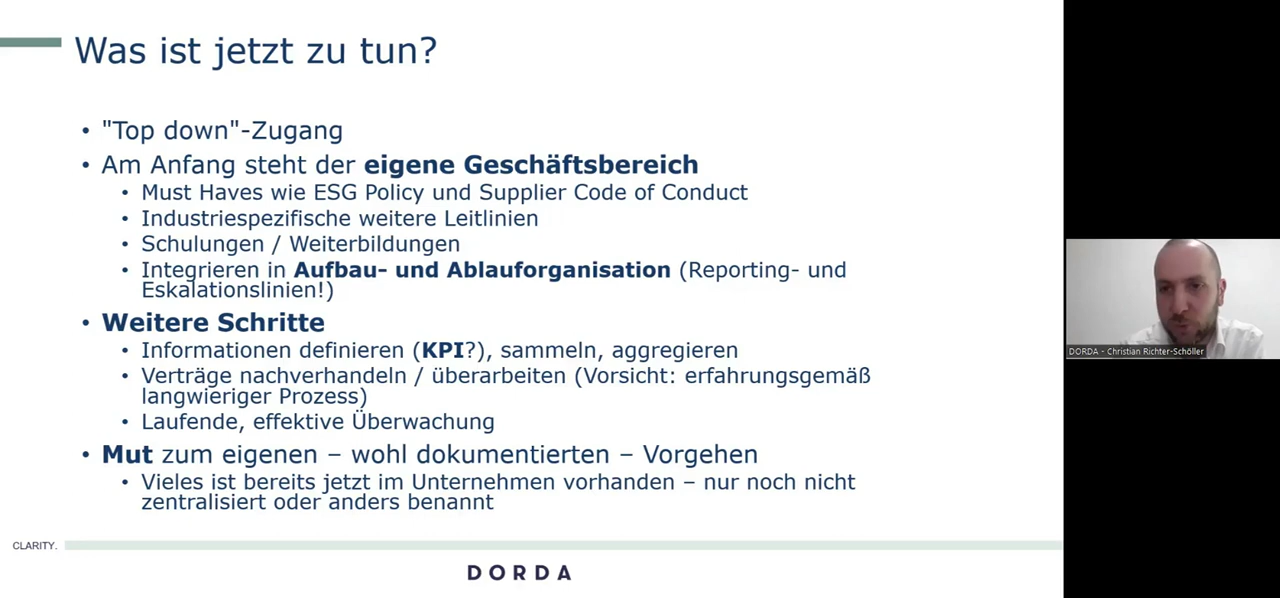 Was ist jetzt zu tun?
• "Top down"-Zugang
• Am Anfang steht der eigene Geschäftsbereich
• Must Haves wie ESG Policy und Supplier Code of Conduct
• Industriespezifische weitere Leitlinien
• Schulungen / Weiterbildungen
• Integrieren in Aufbau- und Ablauforganisation (Reporting- und
Eskalationslinien!)
• Weitere Schritte
• Informationen definieren (KPI?), sammeln, aggregieren
• Verträge nachverhandeln / überarbeiten (Vorsicht: erfahrungsgemäß
langwieriger Prozess)
• Laufende, effektive Überwachung
• Mut zum eigenen – wohl dokumentierten – Vorgehen
• Vieles ist bereits jetzt im Unternehmen vorhanden – nur noch nicht
zentralisiert oder anders benannt
CLARITY.
DORDA
DORDA - Christian Richter-Schöller